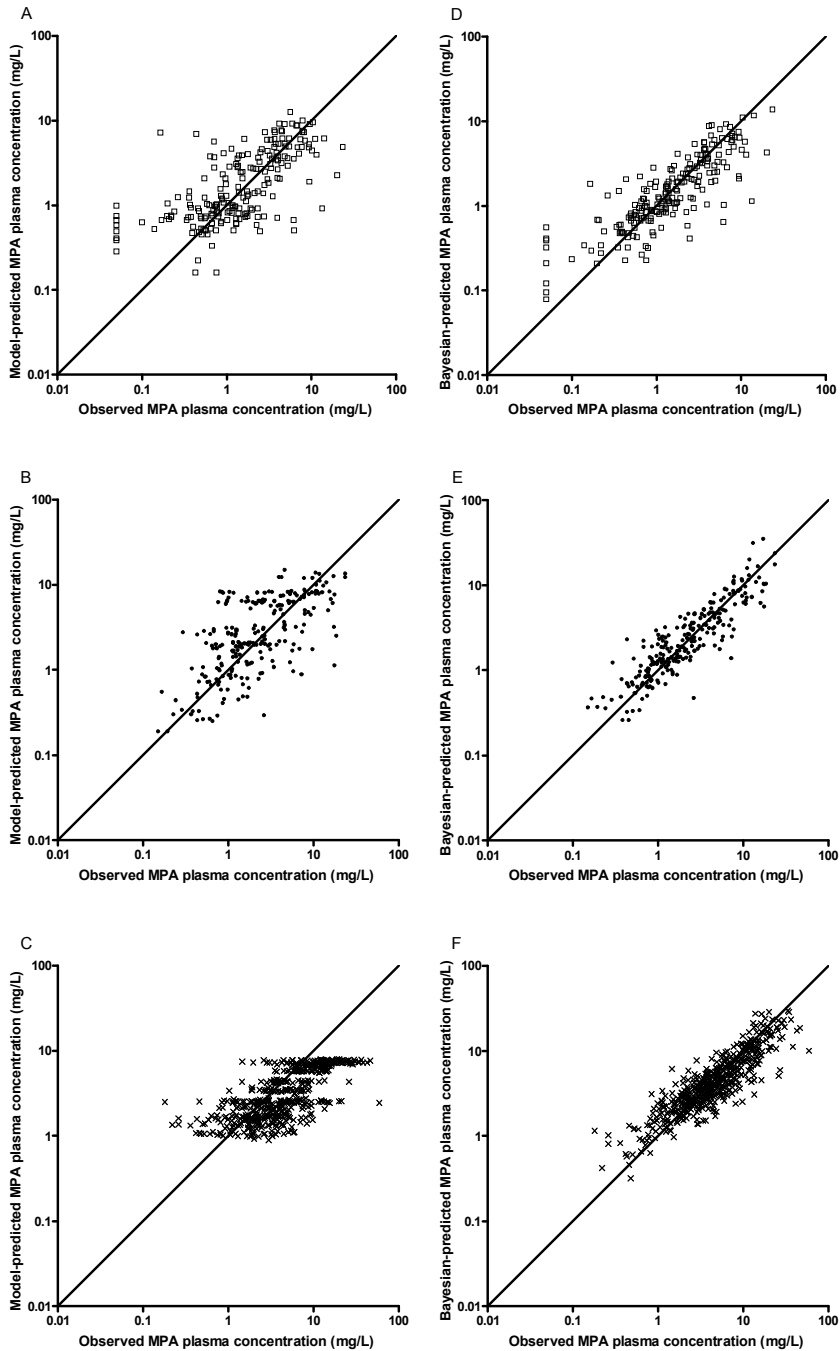 A
Model-predicted MPA plasma concentration (mg/L)
100
10
1
0.1
0.01
0.01 0.1 1 10 100
Observed MPA plasma concentration (mg/L)
D
Bayesian-predicted MPA plasma concentration (mg/L)
100
10
1
0.1
0.01
0.01 0.1 1 10 100
Observed MPA plasma concentration (mg/L)
B
Model-predicted MPA plasma concentration (mg/L)
100
10
1
0.1
0.01
0.01 0.1 1 10 100
Observed MPA plasma concentration (mg/L)
E
Bayesian-predicted MPA plasma concentration (mg/L)
100
10
1
0.1
0.01
0.01 0.1 1 10 100
Observed MPA plasma concentration (mg/L)
C
Model-predicted MPA plasma concentration (mg/L)
100
10
1
0.1
0.01
0.01 0.1 1 10 100
Observed MPA plasma concentration (mg/L)
F
Bayesian-predicted MPA plasma concentration (mg/L)
100
10
1
0.1
0.01
0.01 0.1 1 10 100
Observed MPA plasma concentration (mg/L)